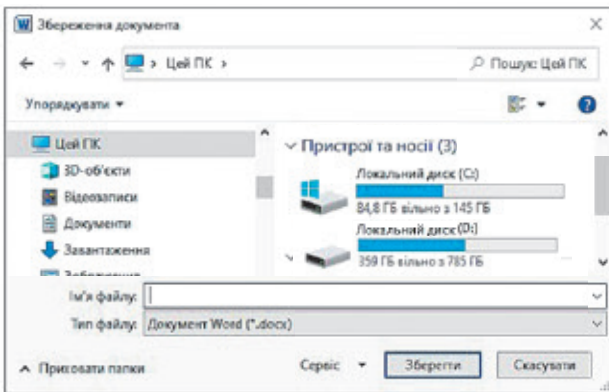 Збереження документа
Цей ПК
Пошук: Цей ПК
Упорядкувати
Цей ПК
3D-об'єкти
Відеозаписи
Документи
Завантаження
Зображення
Пристрої та носії (3)
Локальний диск (C:)
84,8 ГБ вільно з 145 ГБ
Локальний диск (D:)
359 ГБ вільно з 785 ГБ
Ім'я файлу:
Тип файлу: Документ Word (*.docx)
Приховати папки
Сервіс
Зберегти
Скасувати